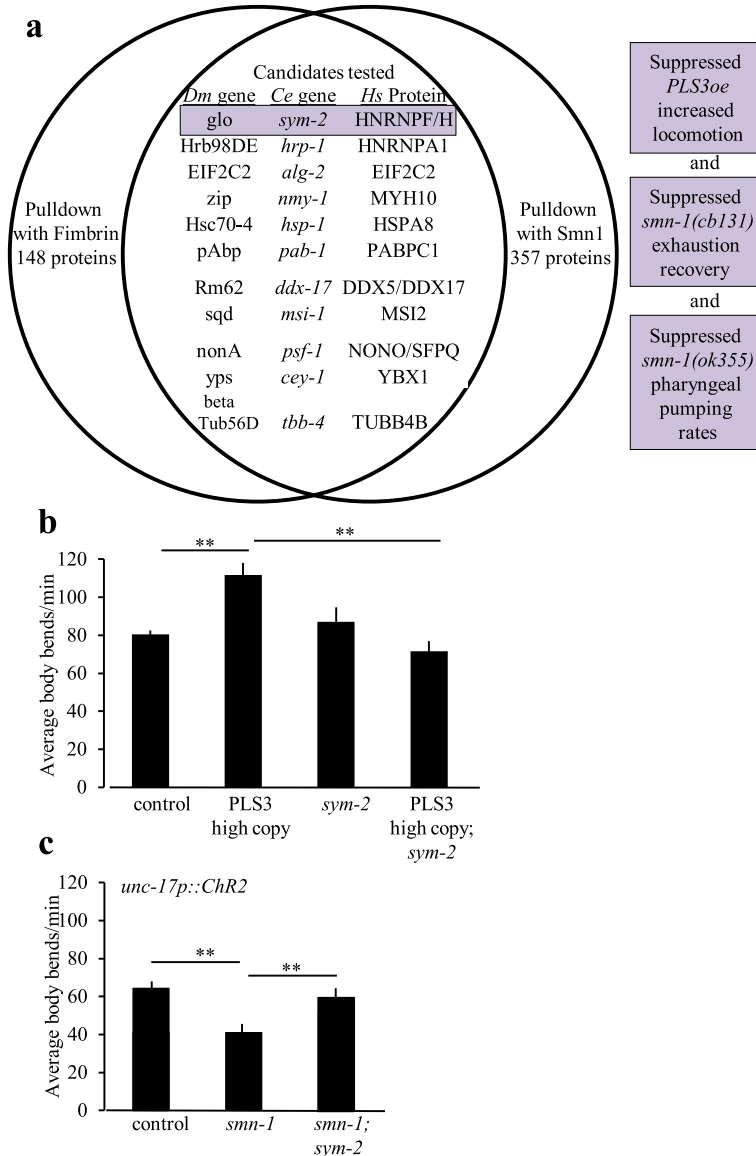 a
Candidates tested
Dm gene Ce gene Hs Protein
glo sym-2 HNRNPF/H
Hrb98DE hrp-1 HNRNPA1
EIF2C2 alg-2 EIF2C2
zip nmy-1 MYH10
Hsc70-4 hsp-1 HSPA8
pAbp pab-1 PABPC1
Rm62 ddx-17 DDX5/DDX17
sqd msi-1 MSI2
nonA psf-1 NONO/SFPQ
yps cey-1 YBX1
beta
Tub56D tbb-4 TUBB4B
Pulldown
with Fimbrin
148 proteins
Pulldown
with Smn1
357 proteins
Suppressed
PLS3oe
increased
locomotion
and
Suppressed
smn-1(cb131)
exhaustion
recovery
and
Suppressed
smn-1(ok355)
pharyngeal
pumping
rates
b
Average body bends/min
120
100
80
60
40
20
0
** **
control PLS3 sym-2 PLS3
high copy high copy;
sym-2
c
Average body bends/min
120
100
80
60
40
20
0
unc-17p::ChR2
** **
control smn-1 smn-1;
sym-2